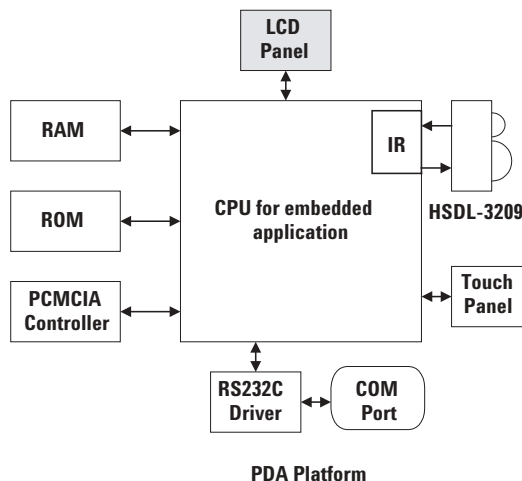 LCD
Panel
RAM
IR
HSDL-3209
ROM
CPU for embedded
application
PCMCIA
Controller
Touch
Panel
RS232C
Driver
COM
Port
PDA Platform